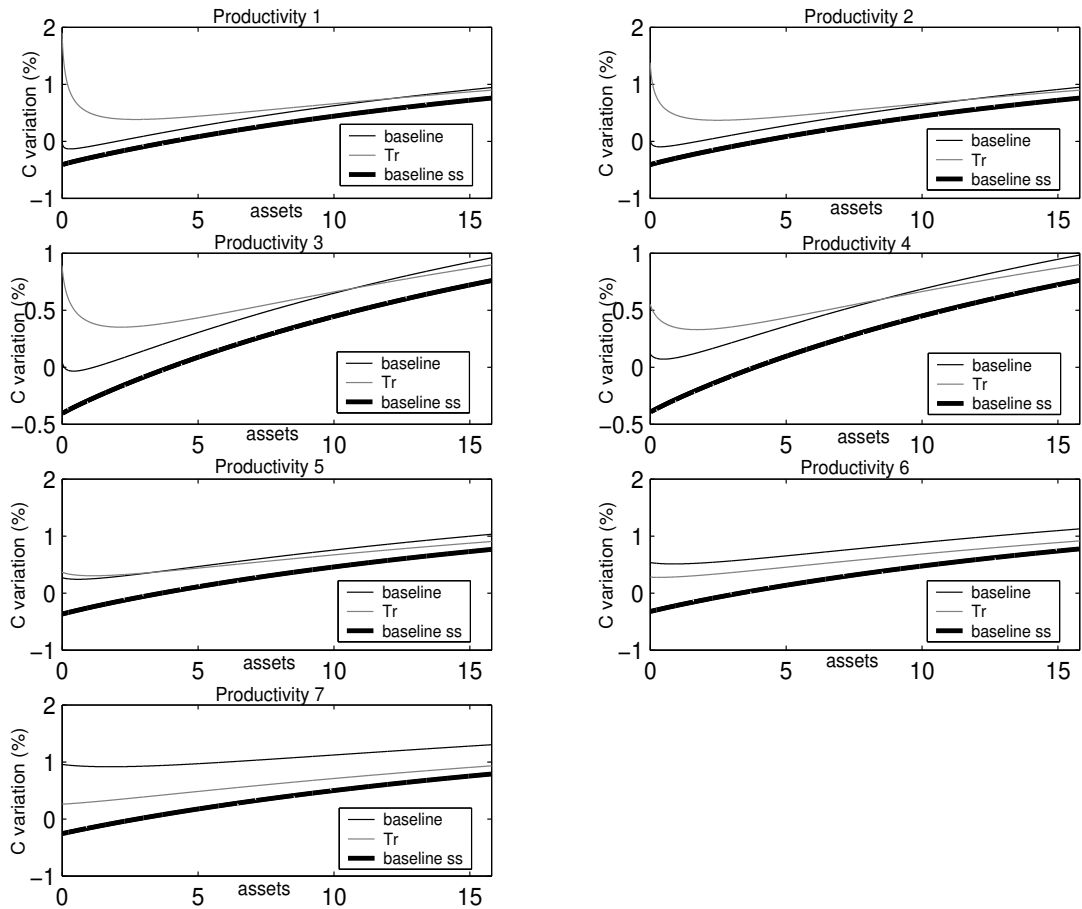 Productivity 1
2
1
0
−1
C variation (%)
baseline
Tr
baseline ss
0
5
10
15
assets
Productivity 2
2
1
0
−1
C variation (%)
baseline
Tr
baseline ss
0
5
10
15
assets
Productivity 3
1
0.5
0
−0.5
C variation (%)
baseline
Tr
baseline ss
0
5
10
15
assets
Productivity 4
1
0.5
0
−0.5
C variation (%)
baseline
Tr
baseline ss
0
5
10
15
assets
Productivity 5
2
1
0
−1
C variation (%)
baseline
Tr
baseline ss
0
5
10
15
assets
Productivity 6
2
1
0
−1
C variation (%)
baseline
Tr
baseline ss
0
5
10
15
assets
Productivity 7
2
1
0
−1
C variation (%)
baseline
Tr
baseline ss
0
5
10
15
assets